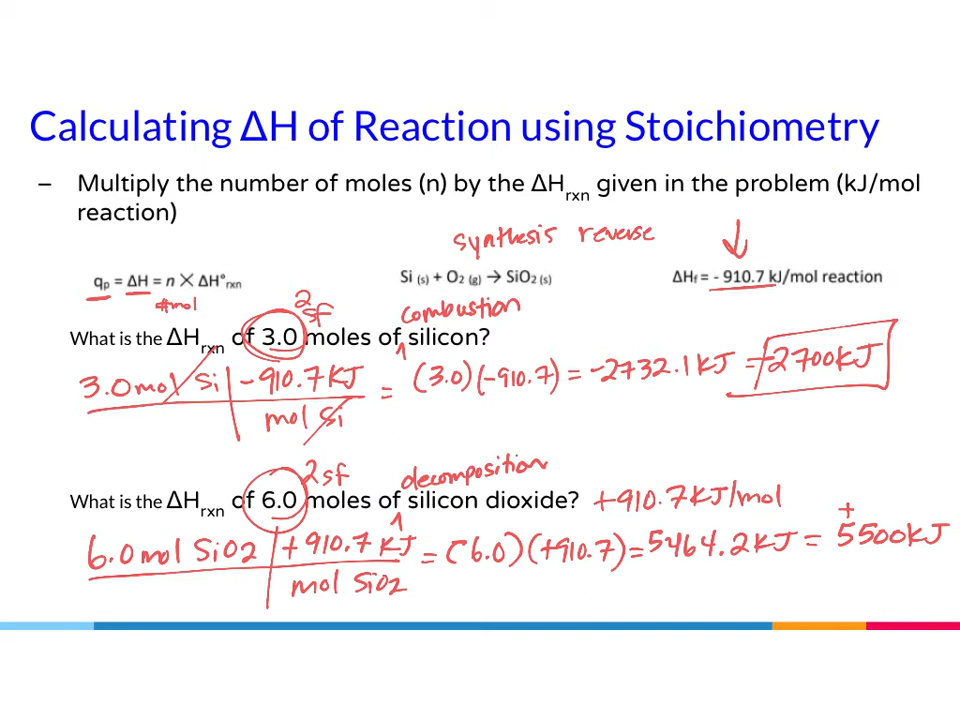 Calculating ΔH of Reaction using Stoichiometry
– Multiply the number of moles (n) by the ΔHrxn given in the problem (kJ/mol
reaction)
synthesis reverse
qp = ΔH = n X ΔH°rxn
Si (s) + O2 (g) → SiO2 (s)
ΔHf = - 910.7 kJ/mol reaction
#mol
2 sf
combustion
What is the ΔHrxn of 3.0 moles of silicon?
3.0 mol Si | -910.7 KJ = (3.0)(-910.7) = -2732.1 KJ = -2700KJ
mol Si
2 sf
decomposition
What is the ΔHrxn of 6.0 moles of silicon dioxide? +910.7KJ/mol
6.0 mol SiO2 | +910.7 KJ = (6.0)(+910.7) = 5464.2KJ = +5500KJ
mol SiO2